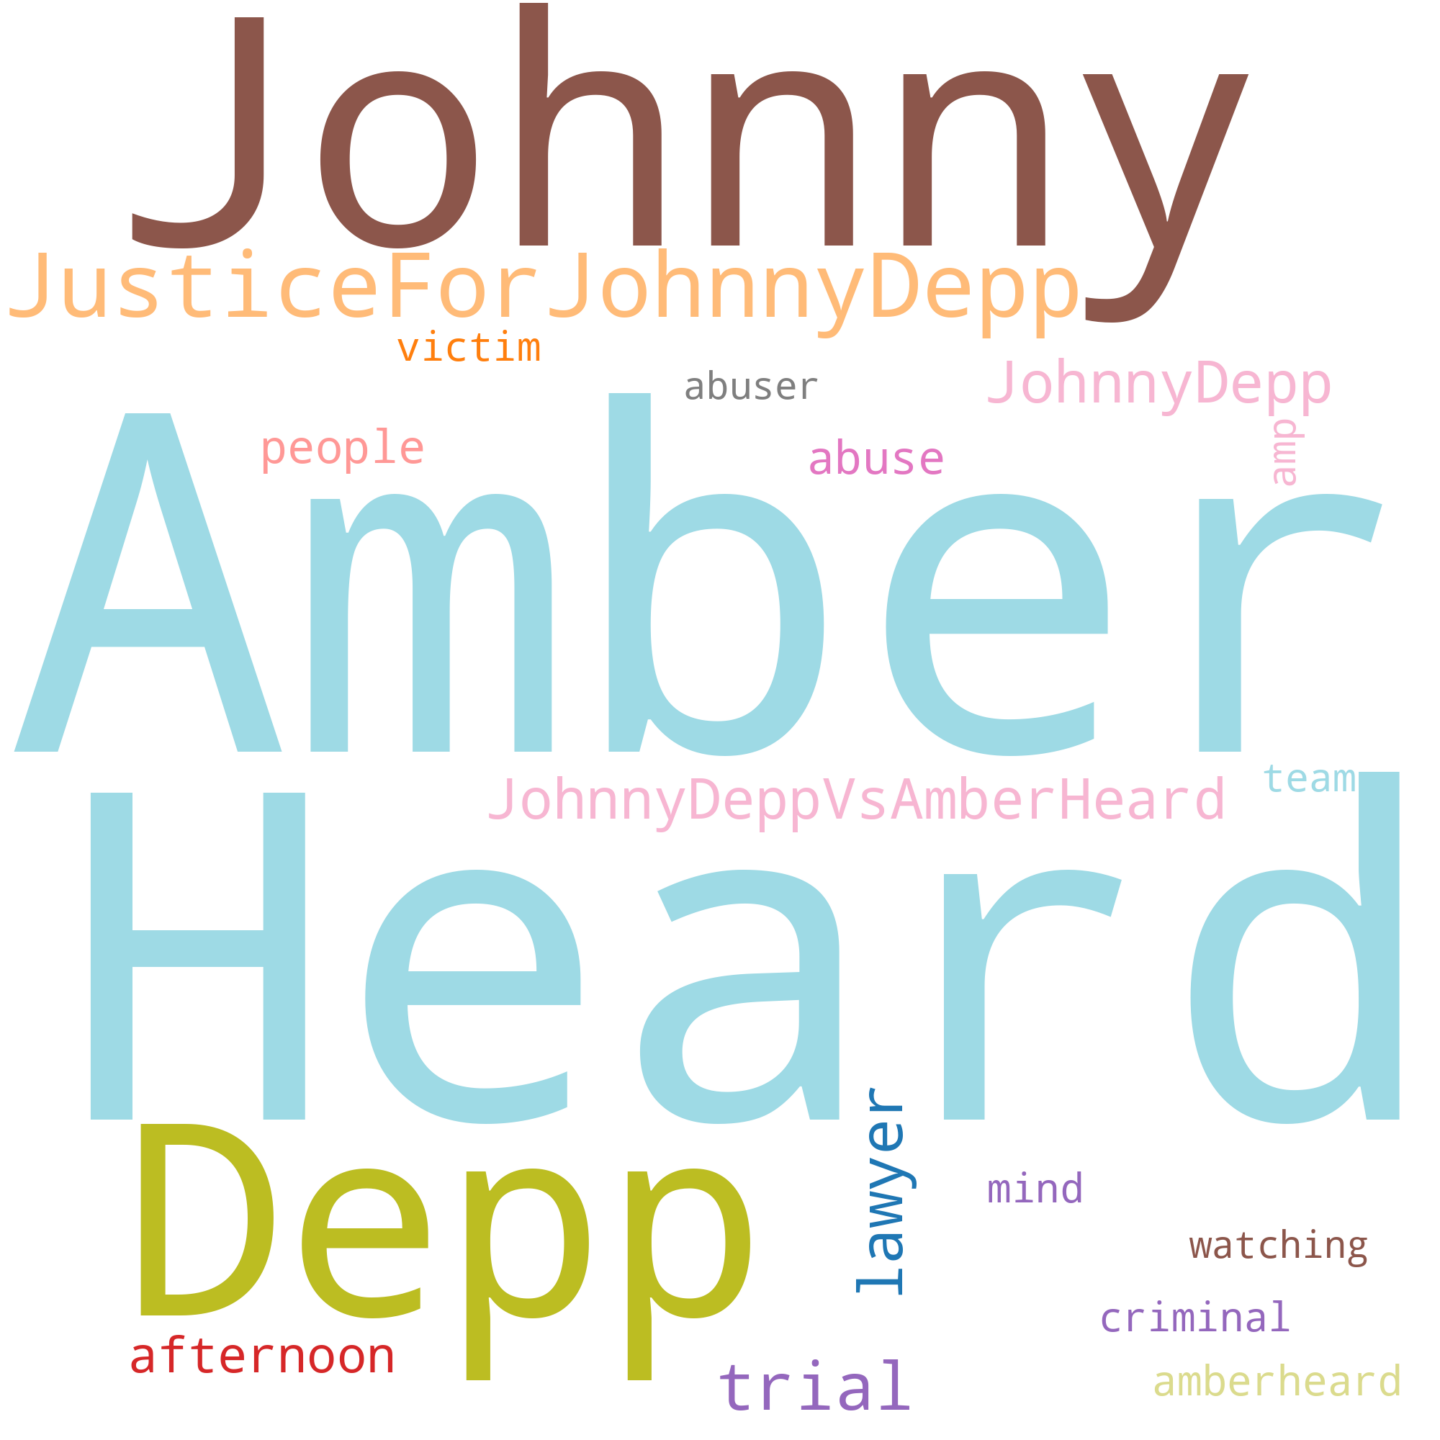 Johnny
JusticeForJohnnyDepp
victim
abuser
JohnnyDepp
people
abuse
amp
Amber
team
JohnnyDeppVsAmberHeard
Heard
Depp
lawyer
mind
watching
criminal
afternoon
trial
amberheard